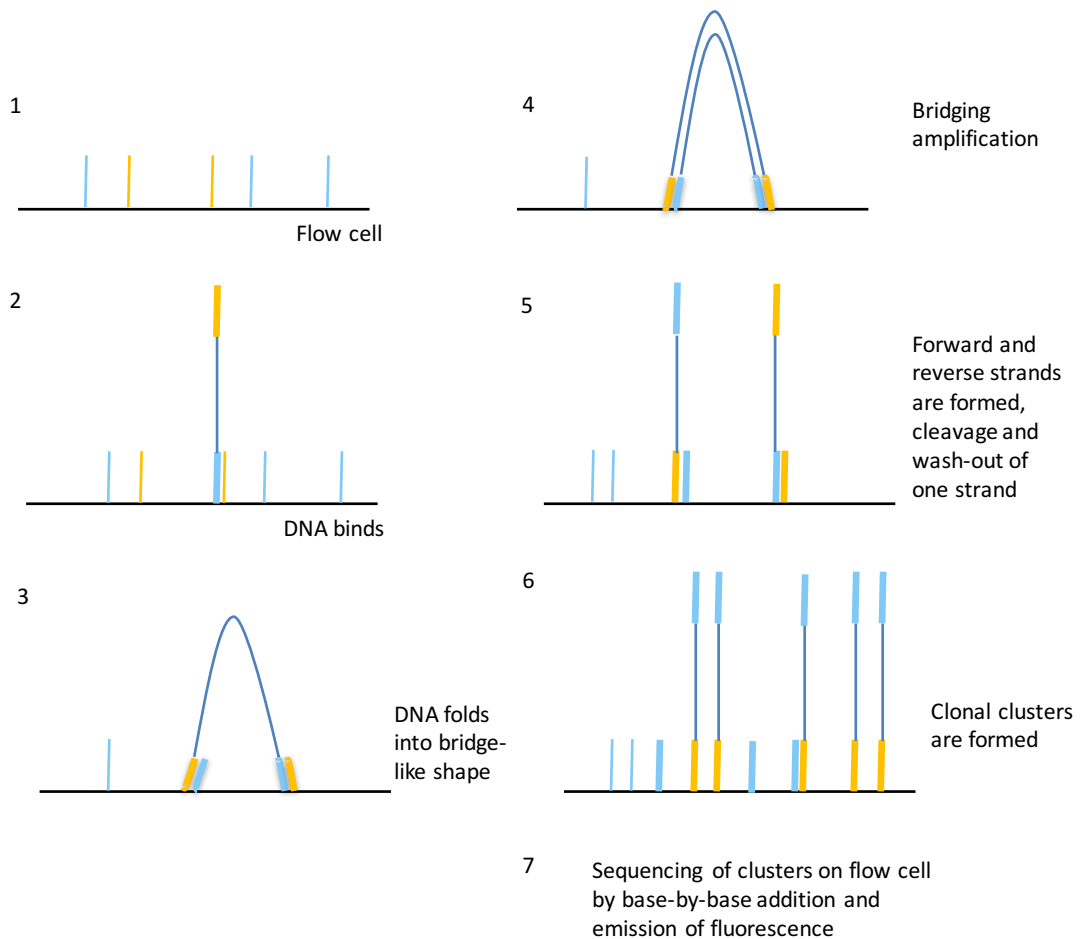 1
Flow cell
2
DNA binds
3
DNA folds
into bridge-
like shape
4
Bridging
amplification
5
Forward and
reverse strands
are formed,
cleavage and
wash-out of
one strand
6
Clonal clusters
are formed
7
Sequencing of clusters on flow cell
by base-by-base addition and
emission of fluorescence